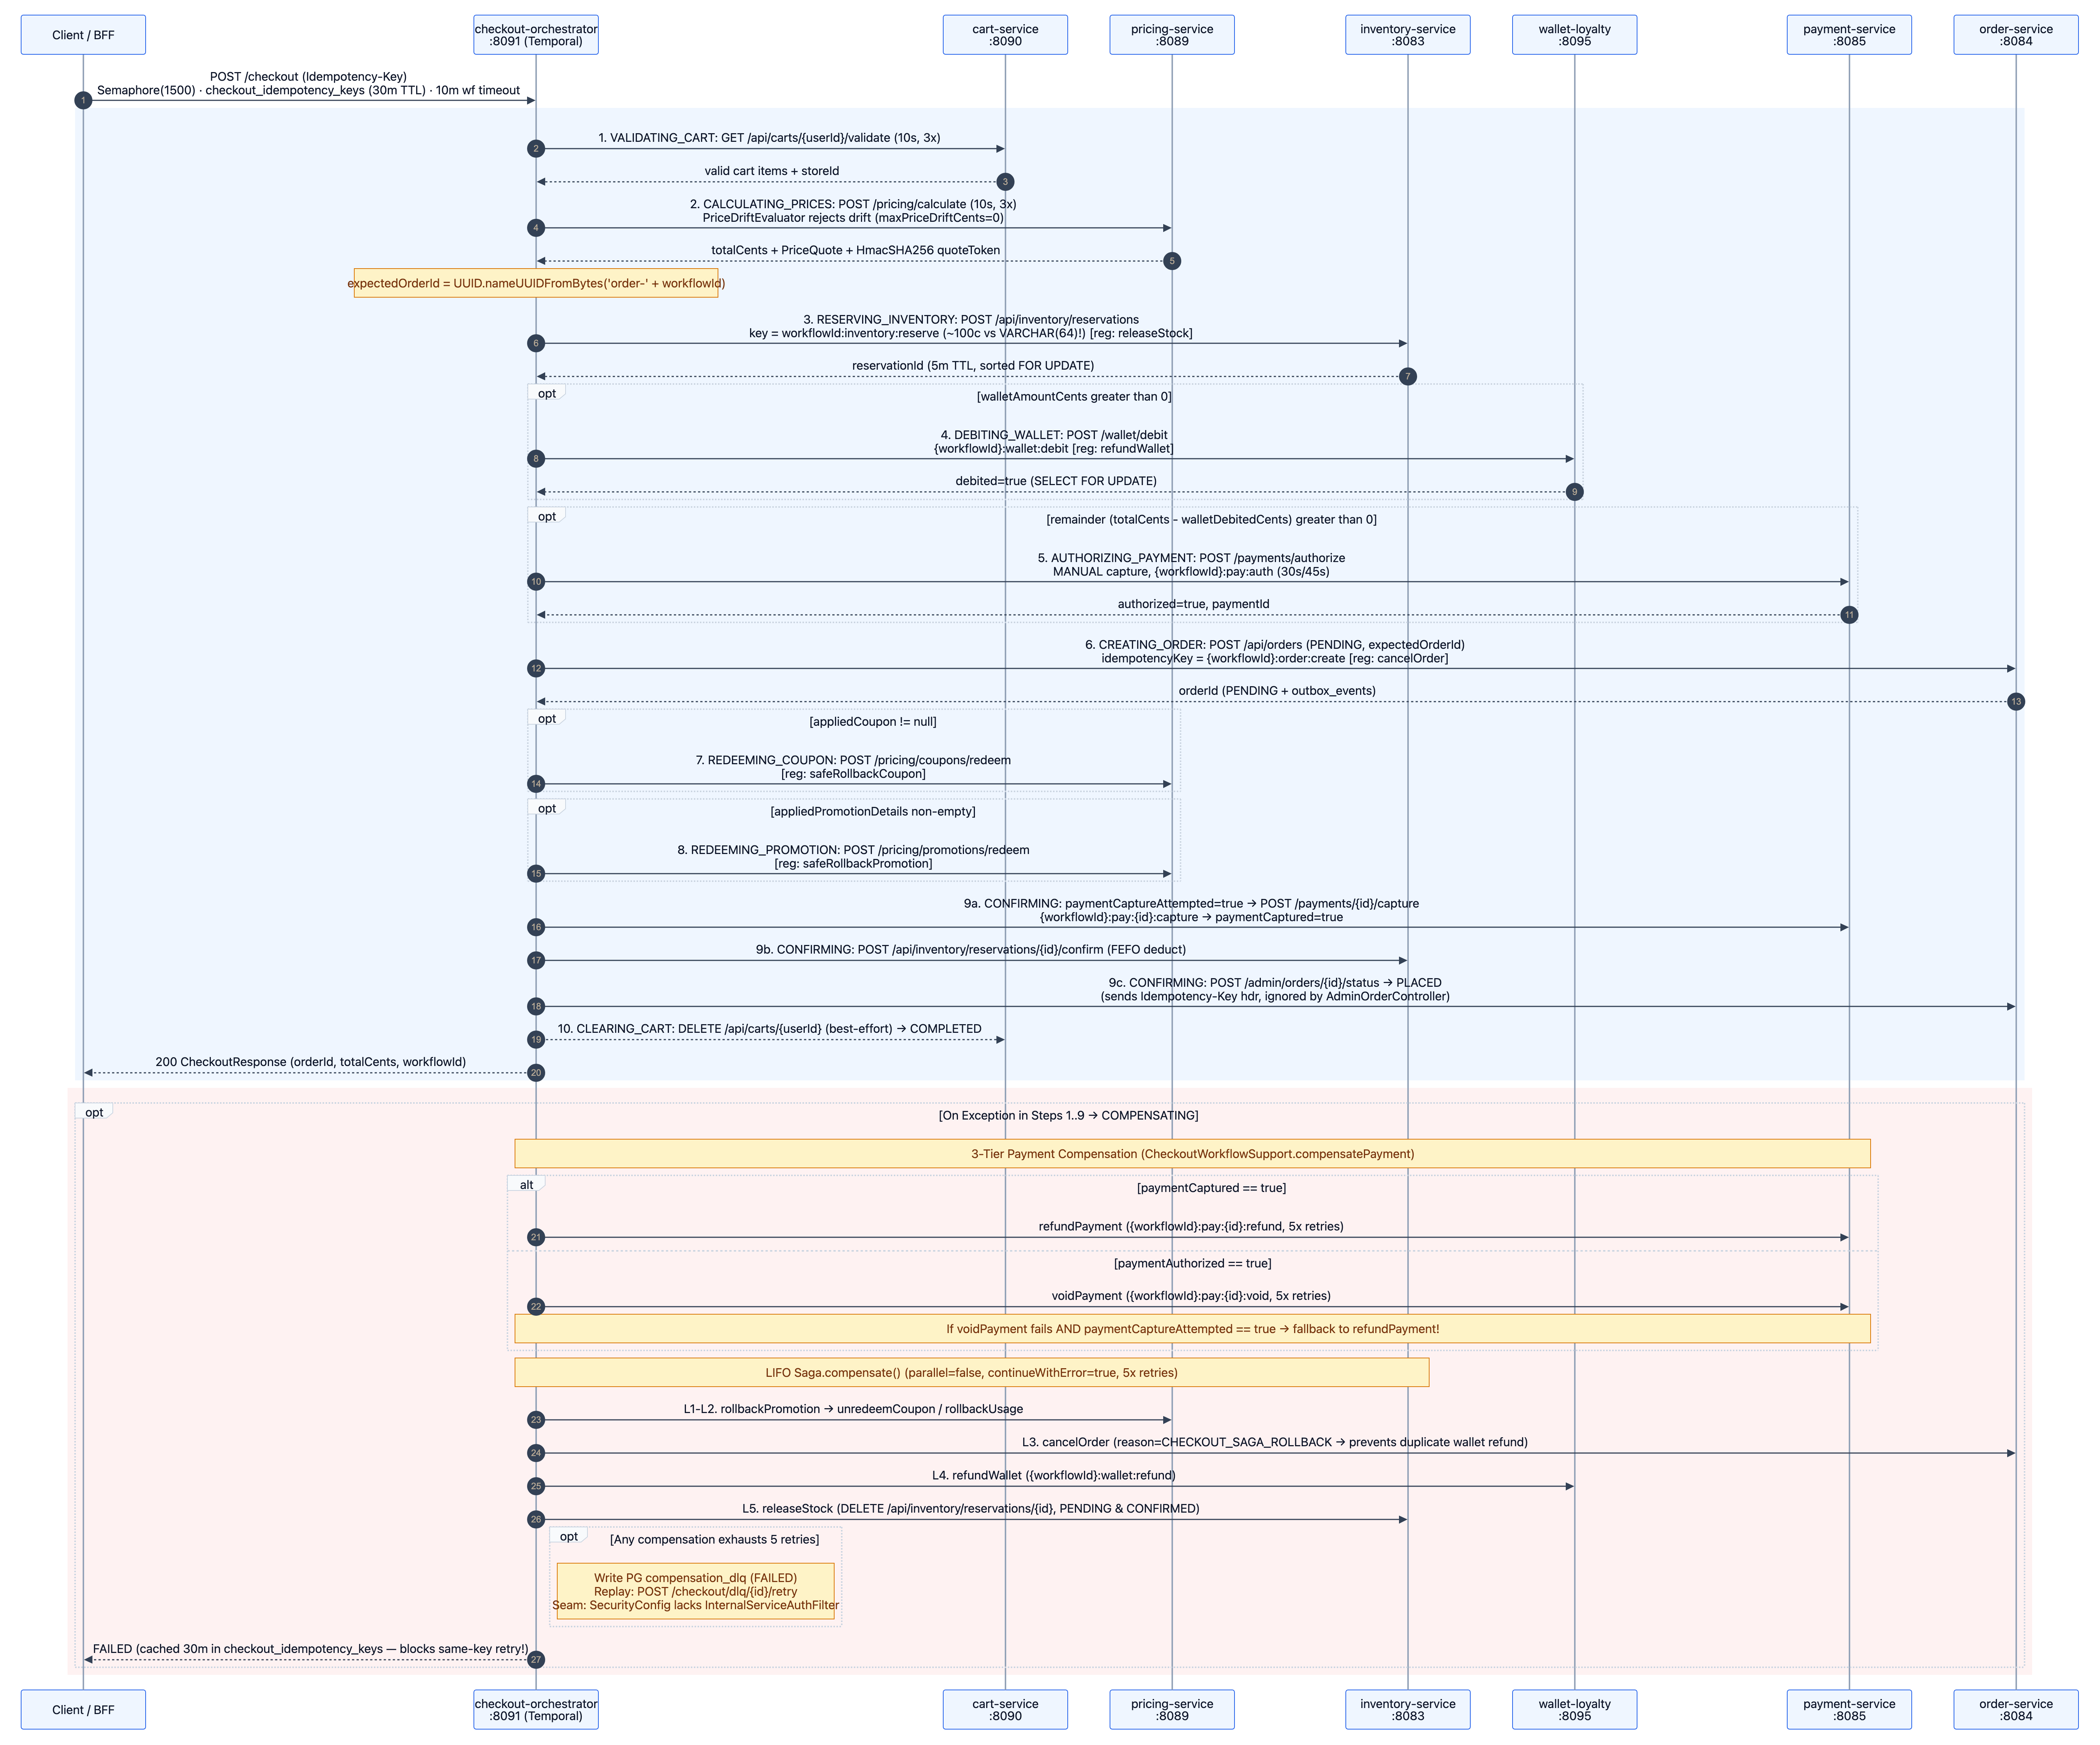 Client / BFF
checkout-orchestrator
:8091 (Temporal)
cart-service
:8090
pricing-service
:8089
inventory-service
:8083
wallet-loyalty
:8095
payment-service
:8085
order-service
:8084
POST /checkout (Idempotency-Key)
Semaphore(1500) · checkout_idempotency_keys (30m TTL) · 10m wf timeout
1
1. VALIDATING_CART: GET /api/carts/{userId}/validate (10s, 3x)
2
valid cart items + storeId
3
2. CALCULATING_PRICES: POST /pricing/calculate (10s, 3x)
PriceDriftEvaluator rejects drift (maxPriceDriftCents=0)
4
totalCents + PriceQuote + HmacSHA256 quoteToken
5
expectedOrderId = UUID.nameUUIDFromBytes('order-' + workflowId)
3. RESERVING_INVENTORY: POST /api/inventory/reservations
key = workflowId:inventory:reserve (~100c vs VARCHAR(64)!) [reg: releaseStock]
6
reservationId (5m TTL, sorted FOR UPDATE)
7
opt
[walletAmountCents greater than 0]
4. DEBITING_WALLET: POST /wallet/debit
{workflowId}:wallet:debit [reg: refundWallet]
8
debited=true (SELECT FOR UPDATE)
9
opt
[remainder (totalCents - walletDebitedCents) greater than 0]
5. AUTHORIZING_PAYMENT: POST /payments/authorize
MANUAL capture, {workflowId}:pay:auth (30s/45s)
10
authorized=true, paymentId
11
6. CREATING_ORDER: POST /api/orders (PENDING, expectedOrderId)
idempotencyKey = {workflowId}:order:create [reg: cancelOrder]
12
orderId (PENDING + outbox_events)
13
opt
[appliedCoupon != null]
7. REDEEMING_COUPON: POST /pricing/coupons/redeem
[reg: safeRollbackCoupon]
14
opt
[appliedPromotionDetails non-empty]
8. REDEEMING_PROMOTION: POST /pricing/promotions/redeem
[reg: safeRollbackPromotion]
15
9a. CONFIRMING: paymentCaptureAttempted=true → POST /payments/{id}/capture
{workflowId}:pay:{id}:capture → paymentCaptured=true
16
9b. CONFIRMING: POST /api/inventory/reservations/{id}/confirm (FEFO deduct)
17
9c. CONFIRMING: POST /admin/orders/{id}/status → PLACED
(sends Idempotency-Key hdr, ignored by AdminOrderController)
18
10. CLEARING_CART: DELETE /api/carts/{userId} (best-effort) → COMPLETED
19
200 CheckoutResponse (orderId, totalCents, workflowId)
20
opt
[On Exception in Steps 1..9 → COMPENSATING]
3-Tier Payment Compensation (CheckoutWorkflowSupport.compensatePayment)
alt
[paymentCaptured == true]
refundPayment ({workflowId}:pay:{id}:refund, 5x retries)
21
[paymentAuthorized == true]
voidPayment ({workflowId}:pay:{id}:void, 5x retries)
22
If voidPayment fails AND paymentCaptureAttempted == true → fallback to refundPayment!
LIFO Saga.compensate() (parallel=false, continueWithError=true, 5x retries)
L1-L2. rollbackPromotion → unredeemCoupon / rollbackUsage
23
L3. cancelOrder (reason=CHECKOUT_SAGA_ROLLBACK → prevents duplicate wallet refund)
24
L4. refundWallet ({workflowId}:wallet:refund)
25
L5. releaseStock (DELETE /api/inventory/reservations/{id}, PENDING & CONFIRMED)
26
opt
[Any compensation exhausts 5 retries]
Write PG compensation_dlq (FAILED)
Replay: POST /checkout/dlq/{id}/retry
Seam: SecurityConfig lacks InternalServiceAuthFilter
FAILED (cached 30m in checkout_idempotency_keys — blocks same-key retry!)
27
Client / BFF
checkout-orchestrator
:8091 (Temporal)
cart-service
:8090
pricing-service
:8089
inventory-service
:8083
wallet-loyalty
:8095
payment-service
:8085
order-service
:8084